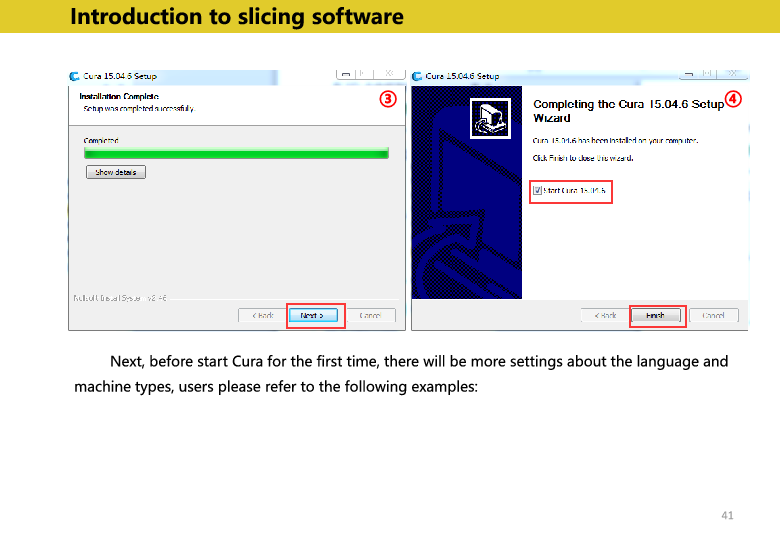 Introduction to slicing software
Cura 15.04.6 Setup
Installation Complete
Setup was completed successfully.
③
Completed
Show details
Nullsoft Install System v2.46
< Back
Next >
Cancel
Cura 15.04.6 Setup
Completing the Cura 15.04.6 Setup
Wizard
④
Cura 15.04.6 has been installed on your computer.
Click Finish to close this wizard.
Start Cura 15.04.6
< Back
Finish
Cancel
Next, before start Cura for the first time, there will be more settings about the language and
machine types, users please refer to the following examples:
41